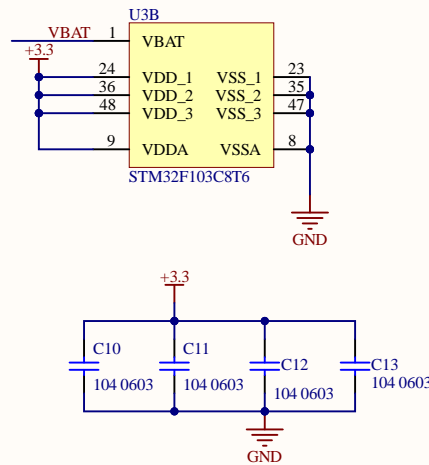 U3B
VBAT 1 VBAT
+3.3
24 VDD_1 VSS_1 23
36 VDD_2 VSS_2 35
48 VDD_3 VSS_3 47
9 VDDA VSSA 8
STM32F103C8T6
GND
+3.3
C10 C11 C12 C13
104 0603 104 0603 104 0603 104 0603
GND